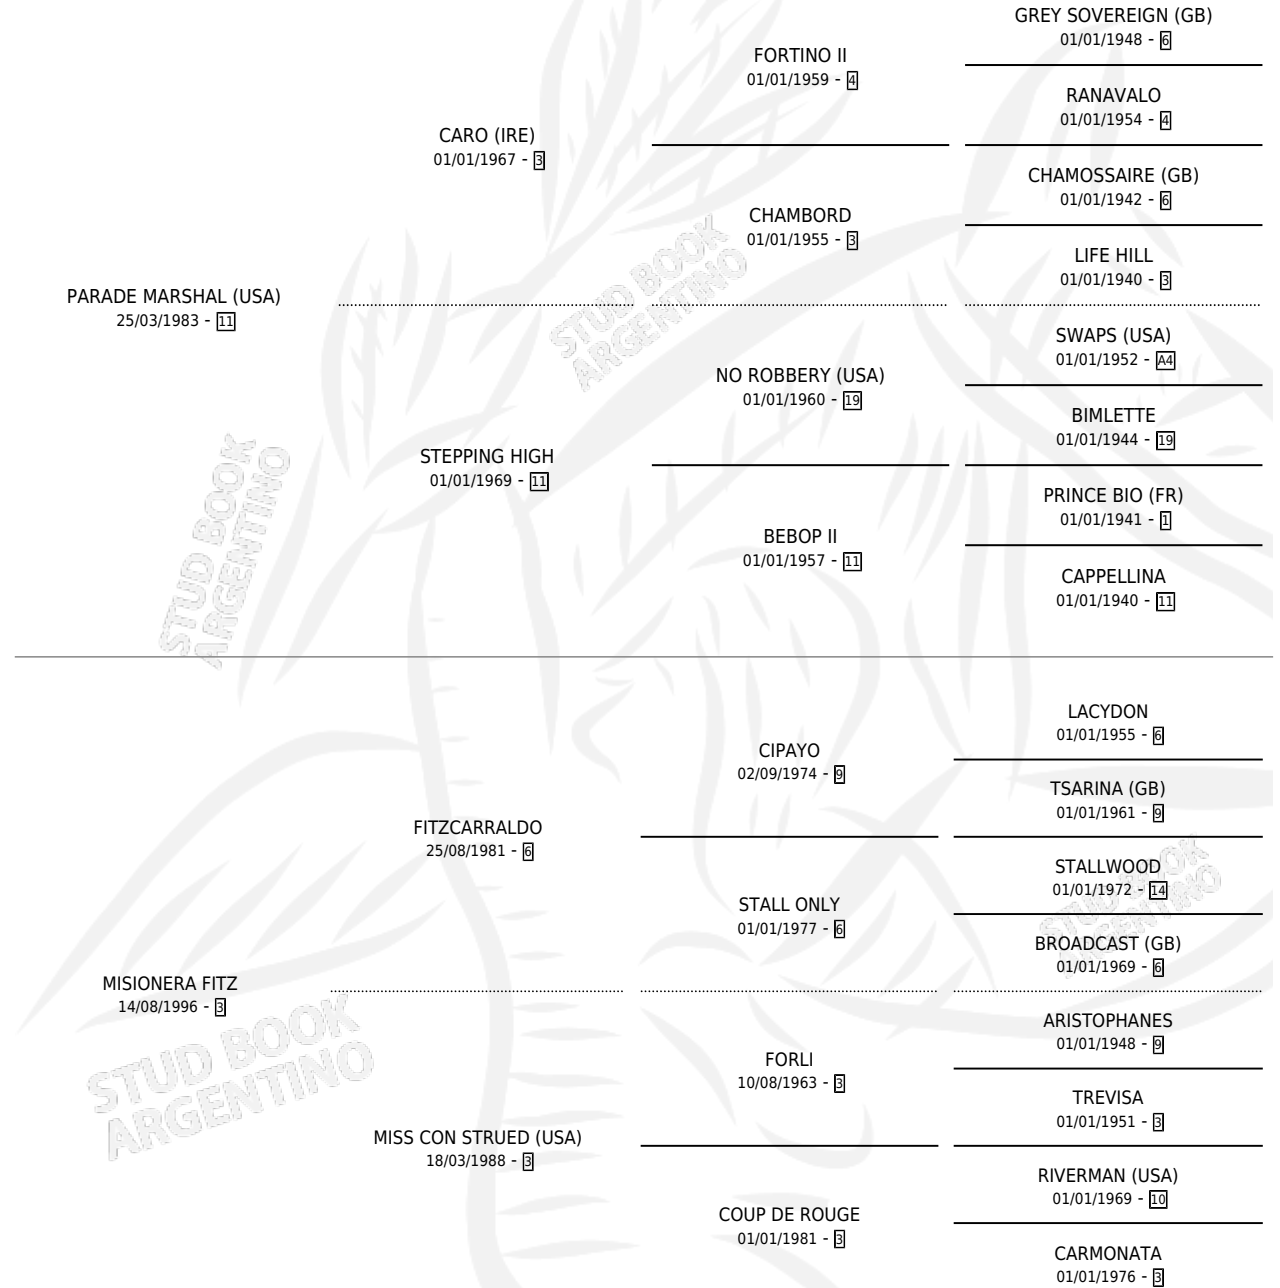 GREY SOVEREIGN (GB)
01/01/1948 - 6
FORTINO II
01/01/1959 - 4
RANAVALO
01/01/1954 - 4
CARO (IRE)
01/01/1967 - 3
CHAMOSSAIRE (GB)
01/01/1942 - 6
CHAMBORD
01/01/1955 - 3
LIFE HILL
01/01/1940 - 3
PARADE MARSHAL (USA)
25/03/1983 - 11
SWAPS (USA)
01/01/1952 - A4
NO ROBBERY (USA)
01/01/1960 - 19
BIMLETTE
01/01/1944 - 19
STEPPING HIGH
01/01/1969 - 11
PRINCE BIO (FR)
01/01/1941 - 1
BEBOP II
01/01/1957 - 11
CAPPELLINA
01/01/1940 - 11
LACYDON
01/01/1955 - 6
CIPAYO
02/09/1974 - 9
TSARINA (GB)
01/01/1961 - 9
FITZCARRALDO
25/08/1981 - 6
STALLWOOD
01/01/1972 - 14
STALL ONLY
01/01/1977 - 6
BROADCAST (GB)
01/01/1969 - 6
MISIONERA FITZ
14/08/1996 - 3
ARISTOPHANES
01/01/1948 - 9
FORLI
10/08/1963 - 3
TREVISA
01/01/1951 - 3
MISS CON STRUED (USA)
18/03/1988 - 3
RIVERMAN (USA)
01/01/1969 - 10
COUP DE ROUGE
01/01/1981 - 3
CARMONATA
01/01/1976 - 3
STUD BOOK
ARGENTINO
STUD BOOK
ARGENTINO
STUD BOOK
ARGENTINO
STUD BOOK
ARGENTINO